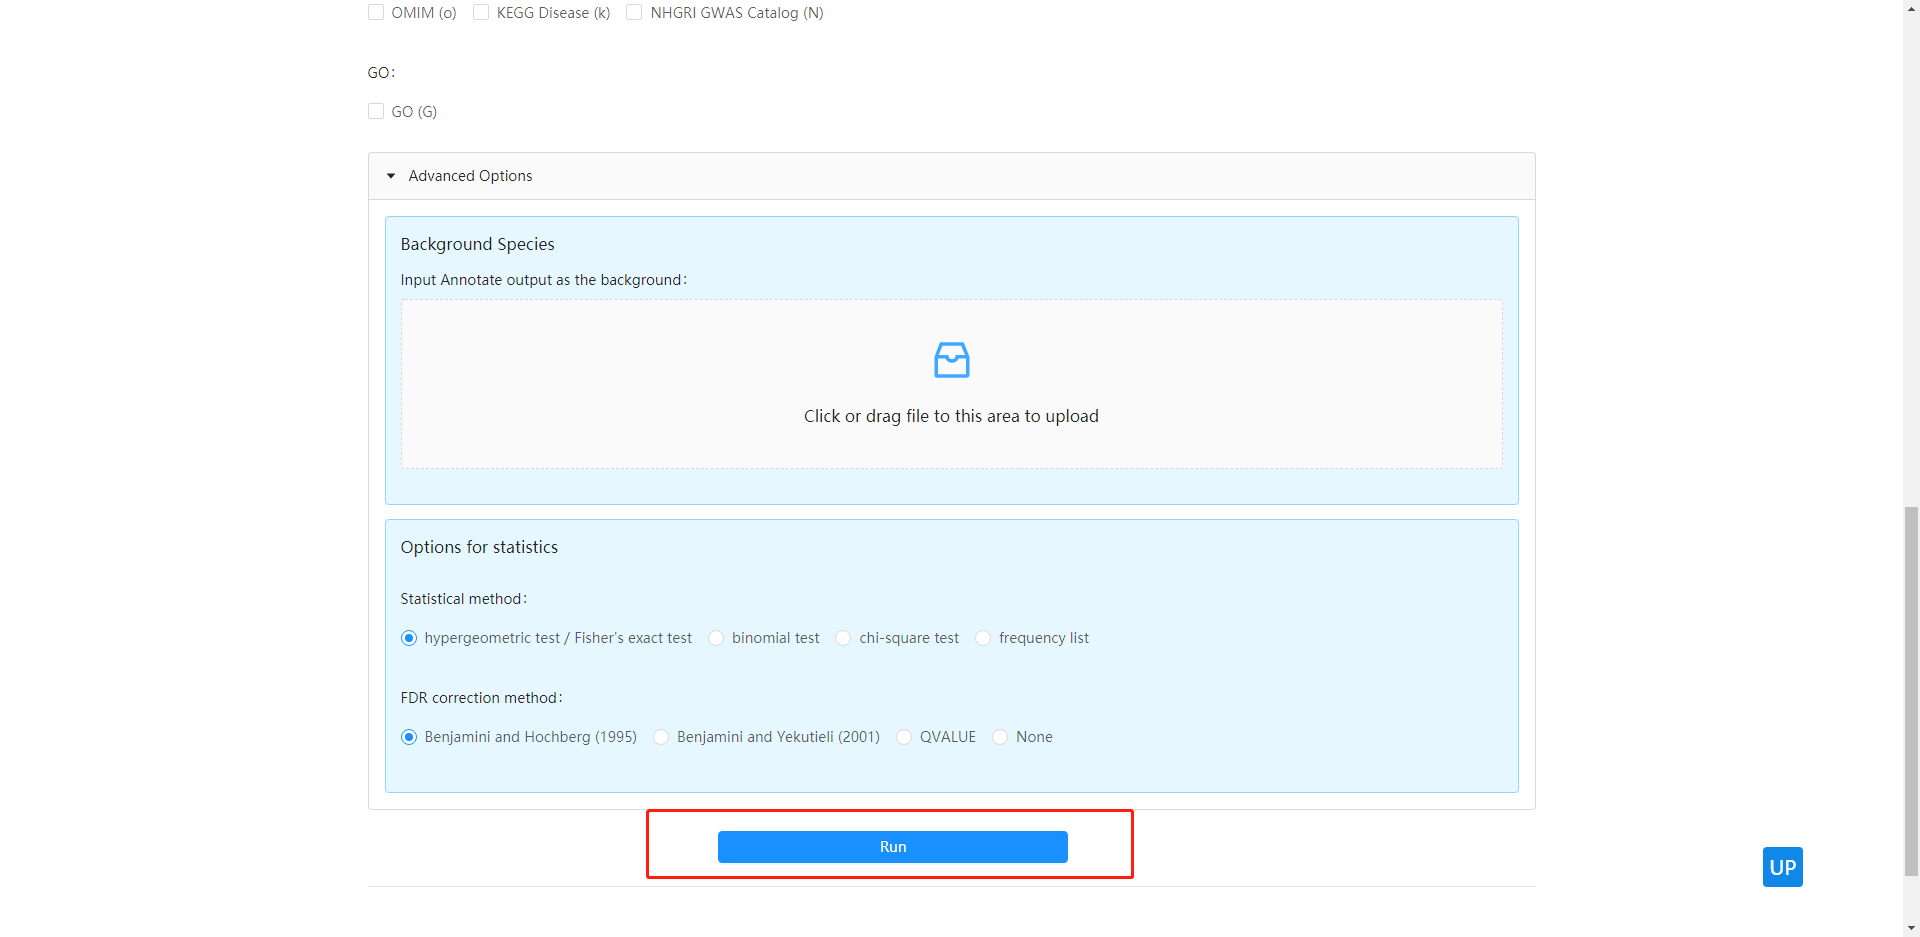 OMIM (o) KEGG Disease (k) NHGRI GWAS Catalog (N)
GO:
GO (G)
Advanced Options
Background Species
Input Annotate output as the background:
Click or drag file to this area to upload
Options for statistics
Statistical method:
hypergeometric test / Fisher's exact test binomial test chi-square test frequency list
FDR correction method:
Benjamini and Hochberg (1995) Benjamini and Yekutieli (2001) QVALUE None
Run
UP